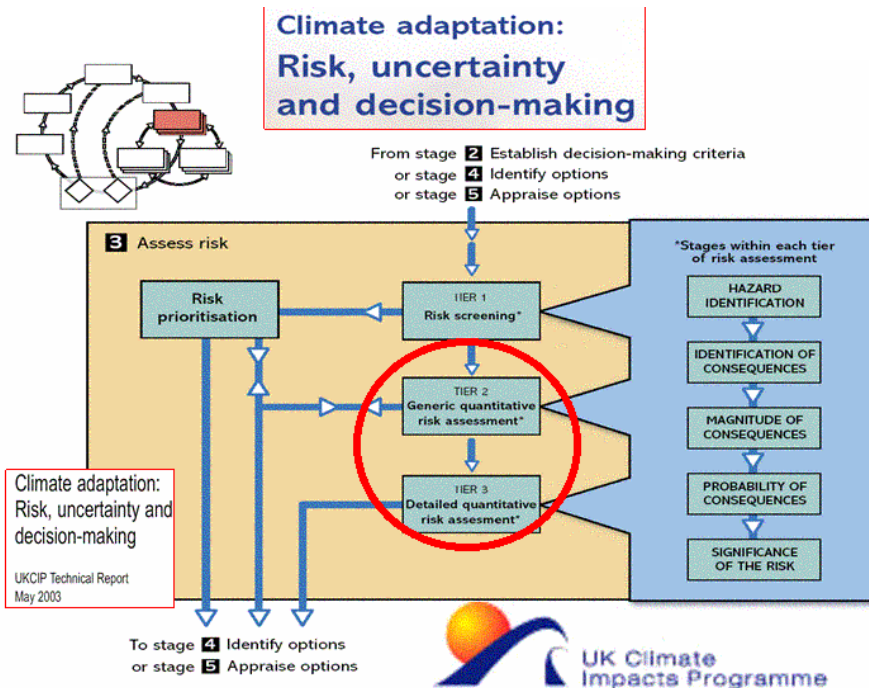 Climate adaptation:
Risk, uncertainty
and decision-making
From stage 2 Establish decision-making criteria
or stage 4 Identify options
or stage 5 Appraise options
3 Assess risk
*Stages within each tier
of risk assessment
Risk
prioritisation
TIER 1
Risk screening*
HAZARD
IDENTIFICATION
IDENTIFICATION OF
CONSEQUENCES
TIER 2
Generic quantitative
risk assessment*
MAGNITUDE OF
CONSEQUENCES
TIER 3
Detailed quantitative
risk assesment*
PROBABILITY OF
CONSEQUENCES
SIGNIFICANCE
OF THE RISK
Climate adaptation:
Risk, uncertainty and
decision-making
UKCIP Technical Report
May 2003
To stage 4 Identify options
or stage 5 Appraise options
UK Climate
Impacts Programme